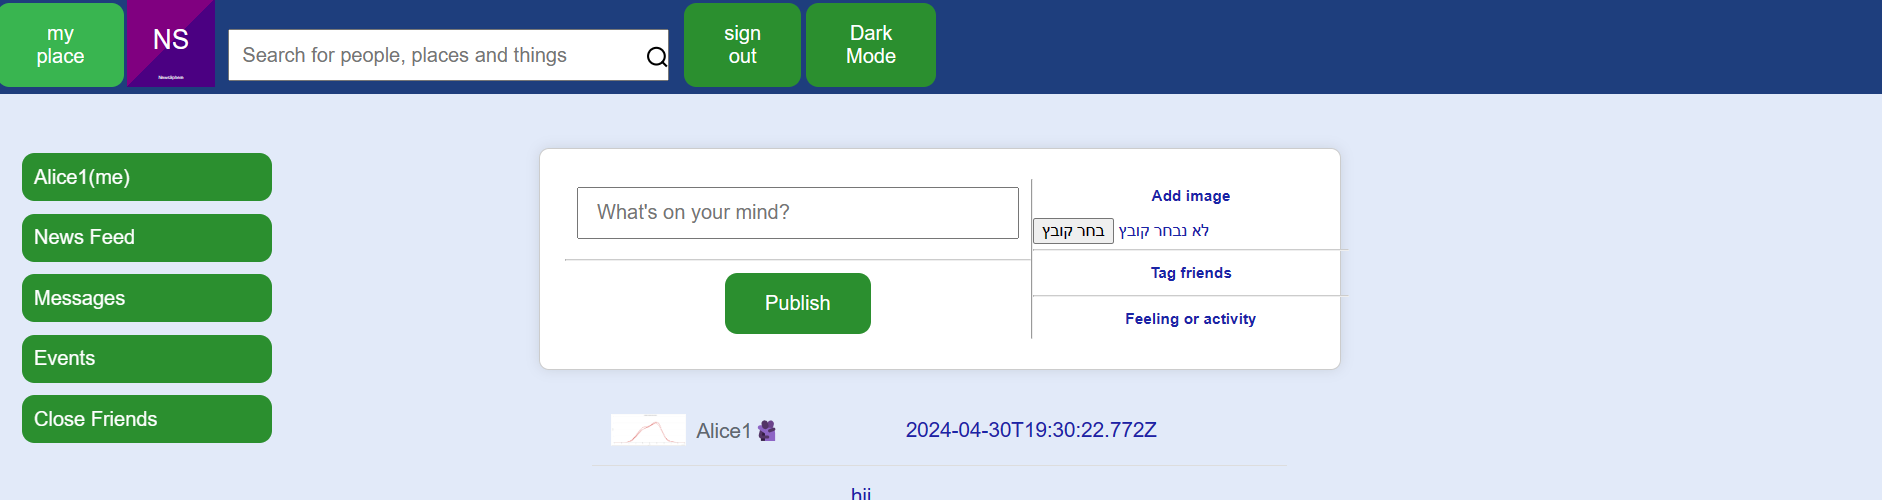 my
place
NS
NewsSphere
Search for people, places and things
sign
out
Dark
Mode
Alice1(me)
News Feed
Messages
Events
Close Friends
What's on your mind?
Publish
Add image
בחר קובץ לא נבחר קובץ
Tag friends
Feeling or activity
Alice1
2024-04-30T19:30:22.772Z
hii